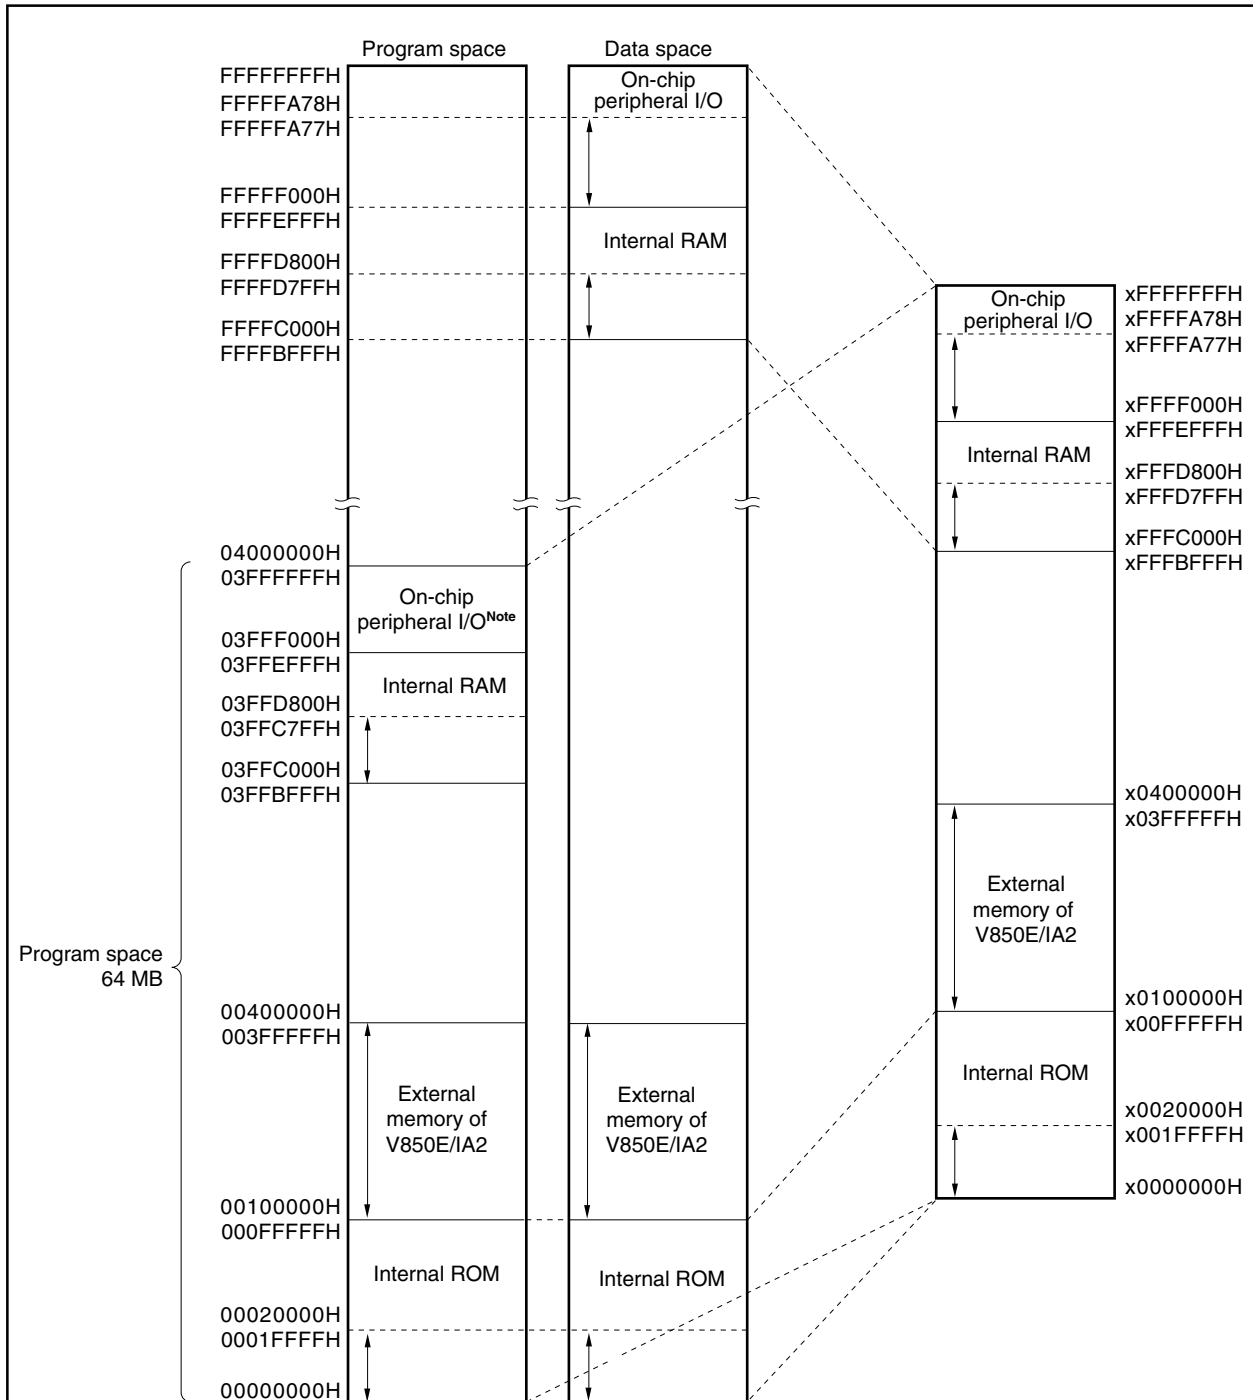 Program space
Data space
FFFFFFFFH
FFFFFA78H
FFFFFA77H
FFFFF000H
FFFFEFFFH
FFFFD800H
FFFFD7FFH
FFFFC000H
FFFFBFFFH
04000000H
03FFFFFFH
03FFF000H
03FFEFFFH
03FFD800H
03FFC7FFH
03FFC000H
03FFBFFFH
Program space
64 MB
00400000H
003FFFFFH
00100000H
000FFFFFH
00020000H
0001FFFFH
00000000H
On-chip
peripheral I/ONote
Internal RAM
External
memory of
V850E/IA2
Internal ROM
On-chip
peripheral I/O
Internal RAM
External
memory of
V850E/IA2
Internal ROM
On-chip
peripheral I/O
Internal RAM
External
memory of
V850E/IA2
Internal ROM
xFFFFFFFH
xFFFFA78H
xFFFFA77H
xFFFF000H
xFFFEFFFH
xFFFD800H
xFFFD7FFH
xFFFC000H
xFFFBFFFH
x0400000H
x03FFFFFH
x0100000H
x00FFFFFH
x0020000H
x001FFFFH
x0000000H